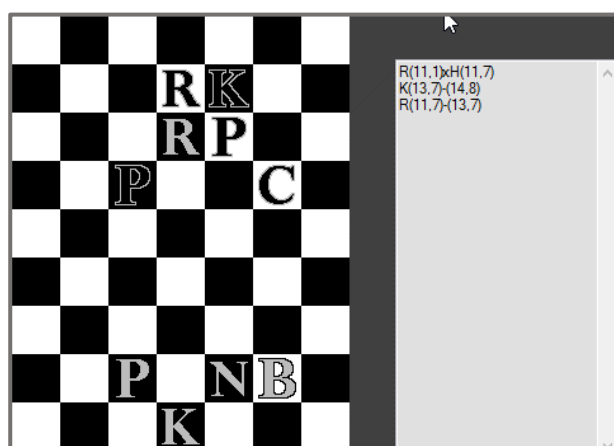 R K
R P
P C
P N B
K
R(11,1)xH(11,7)
K(13,7)-(14,8)
R(11,7)-(13,7)